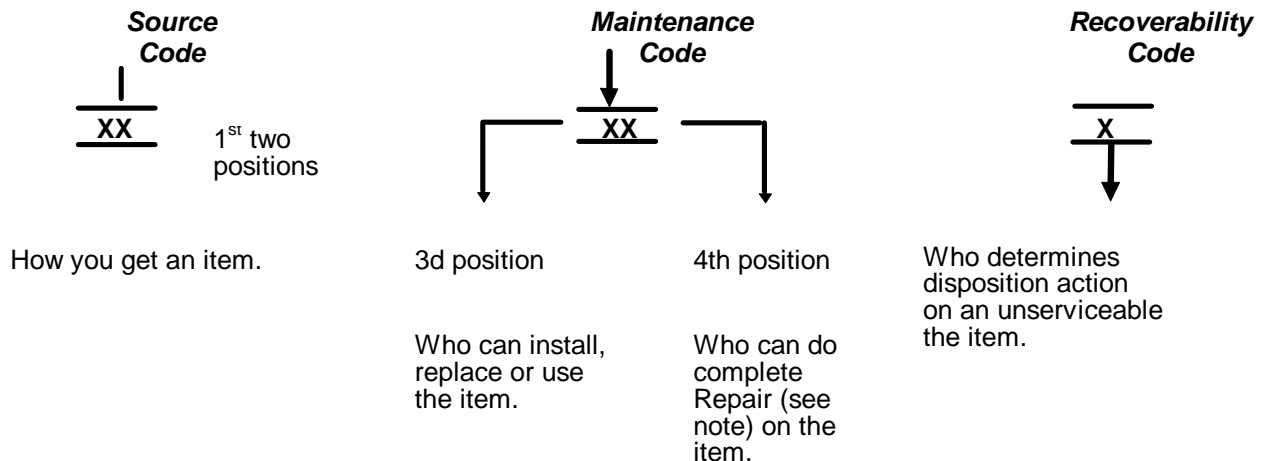 Source
Code
XX
1st two
positions
How you get an item.
Maintenance
Code
XX
3d position
Who can install,
replace or use
the item.
4th position
Who can do
complete
Repair (see
note) on the
item.
Recoverability
Code
X
Who determines
disposition action
on an unserviceable
the item.